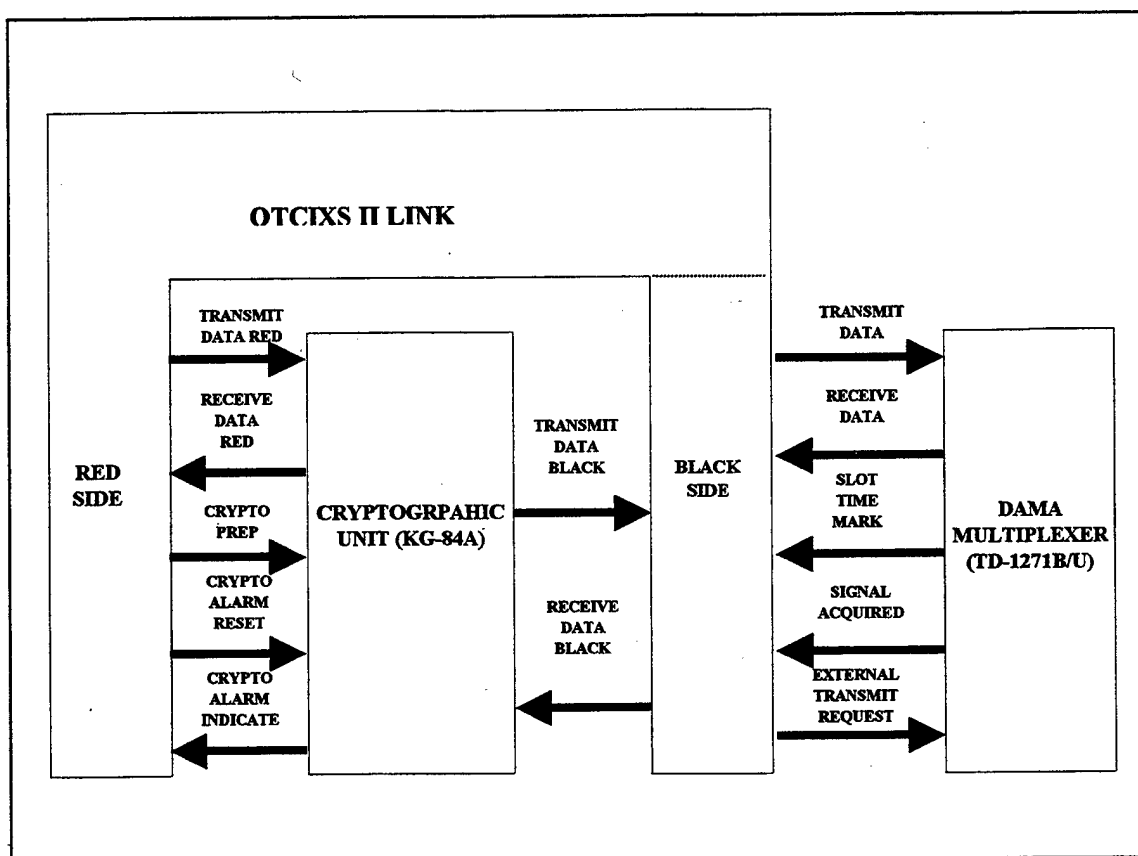 OTCIXS II LINK
TRANSMIT
DATA RED
RECEIVE
DATA
RED
RED
SIDE
CRYPTO
PREP
CRYPTO
ALARM
RESET
CRYPTO
ALARM
INDICATE
CRYPTOGRPAHIC
UNIT (KG-84A)
TRANSMIT
DATA
BLACK
RECEIVE
DATA
BLACK
BLACK
SIDE
TRANSMIT
DATA
RECEIVE
DATA
SLOT
TIME
MARK
SIGNAL
ACQUIRED
EXTERNAL
TRANSMIT
REQUEST
DAMA
MULTIPLEXER
(TD-1271B/U)